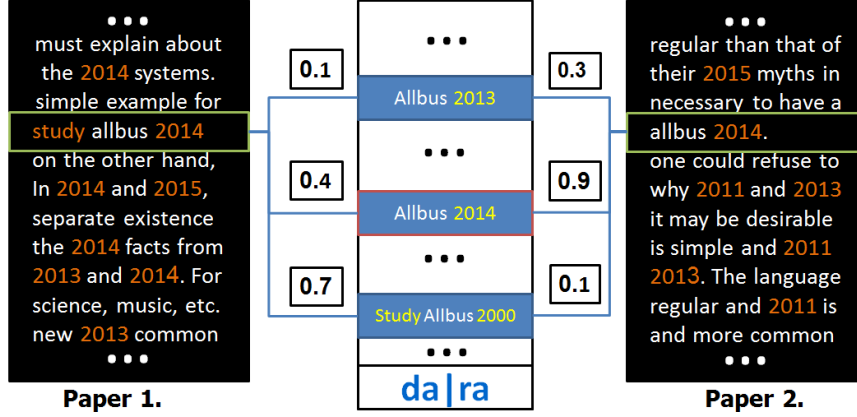 ● ● ●
must explain about
the 2014 systems.
simple example for
study allbus 2014
on the other hand,
In 2014 and 2015,
separate existence
the 2014 facts from
2013 and 2014. For
science, music, etc.
new 2013 common
● ● ●
Paper 1.
0.1
0.4
0.7
● ● ●
Allbus 2013
● ● ●
Allbus 2014
● ● ●
Study Allbus 2000
● ● ●
da|ra
0.3
0.9
0.1
● ● ●
regular than that of
their 2015 myths in
necessary to have a
allbus 2014.
one could refuse to
why 2011 and 2013
it may be desirable
is simple and 2011
2013. The language
regular and 2011 is
and more common
● ● ●
Paper 2.